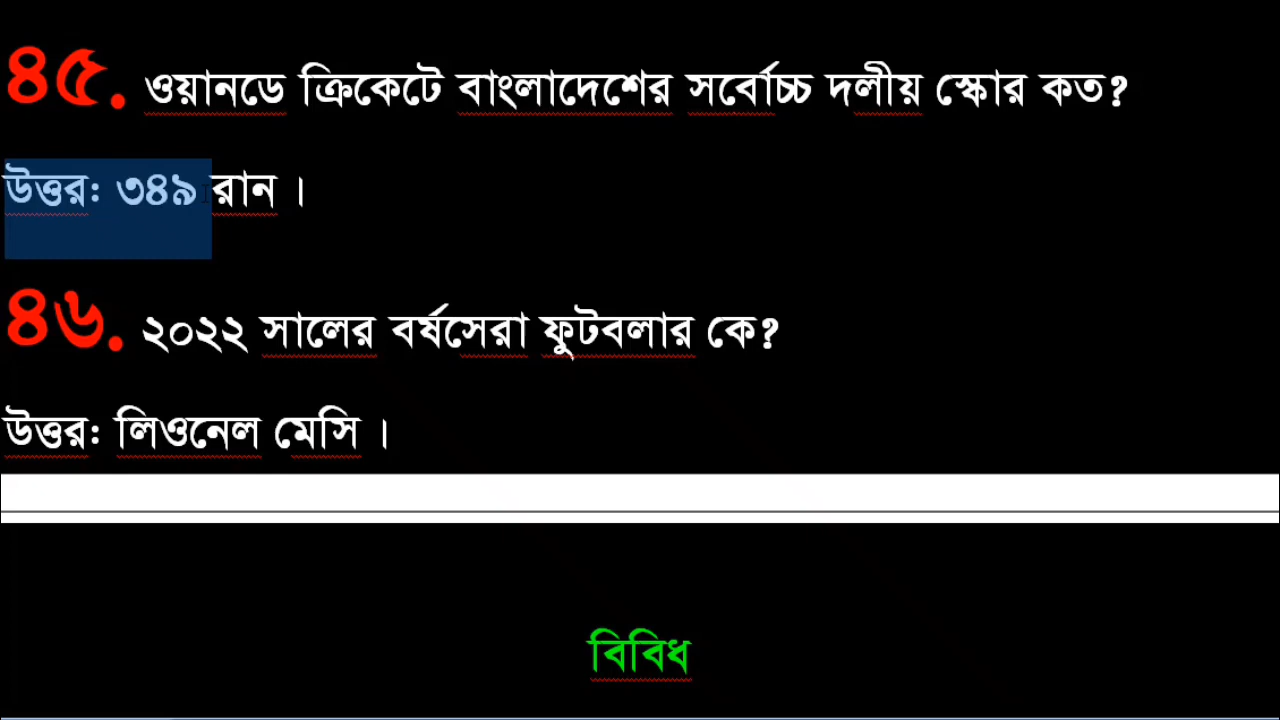 ৪৫. ওয়ানডে ক্রিকেটে বাংলাদেশের সর্বোচ্চ দলীয় স্কোর কত?
উত্তর: ৩৪৯ রান ।
৪৬. ২০২২ সালের বর্ষসেরা ফুটবলার কে?
উত্তর: লিওনেল মেসি ।
বিবিধ